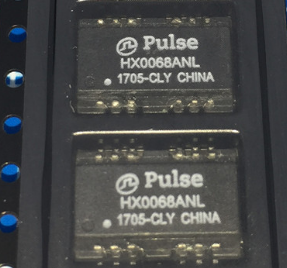 Pulse
HX0068ANL
1705-CLY CHINA
Pulse
HX0068ANL
1705-CLY CHINA